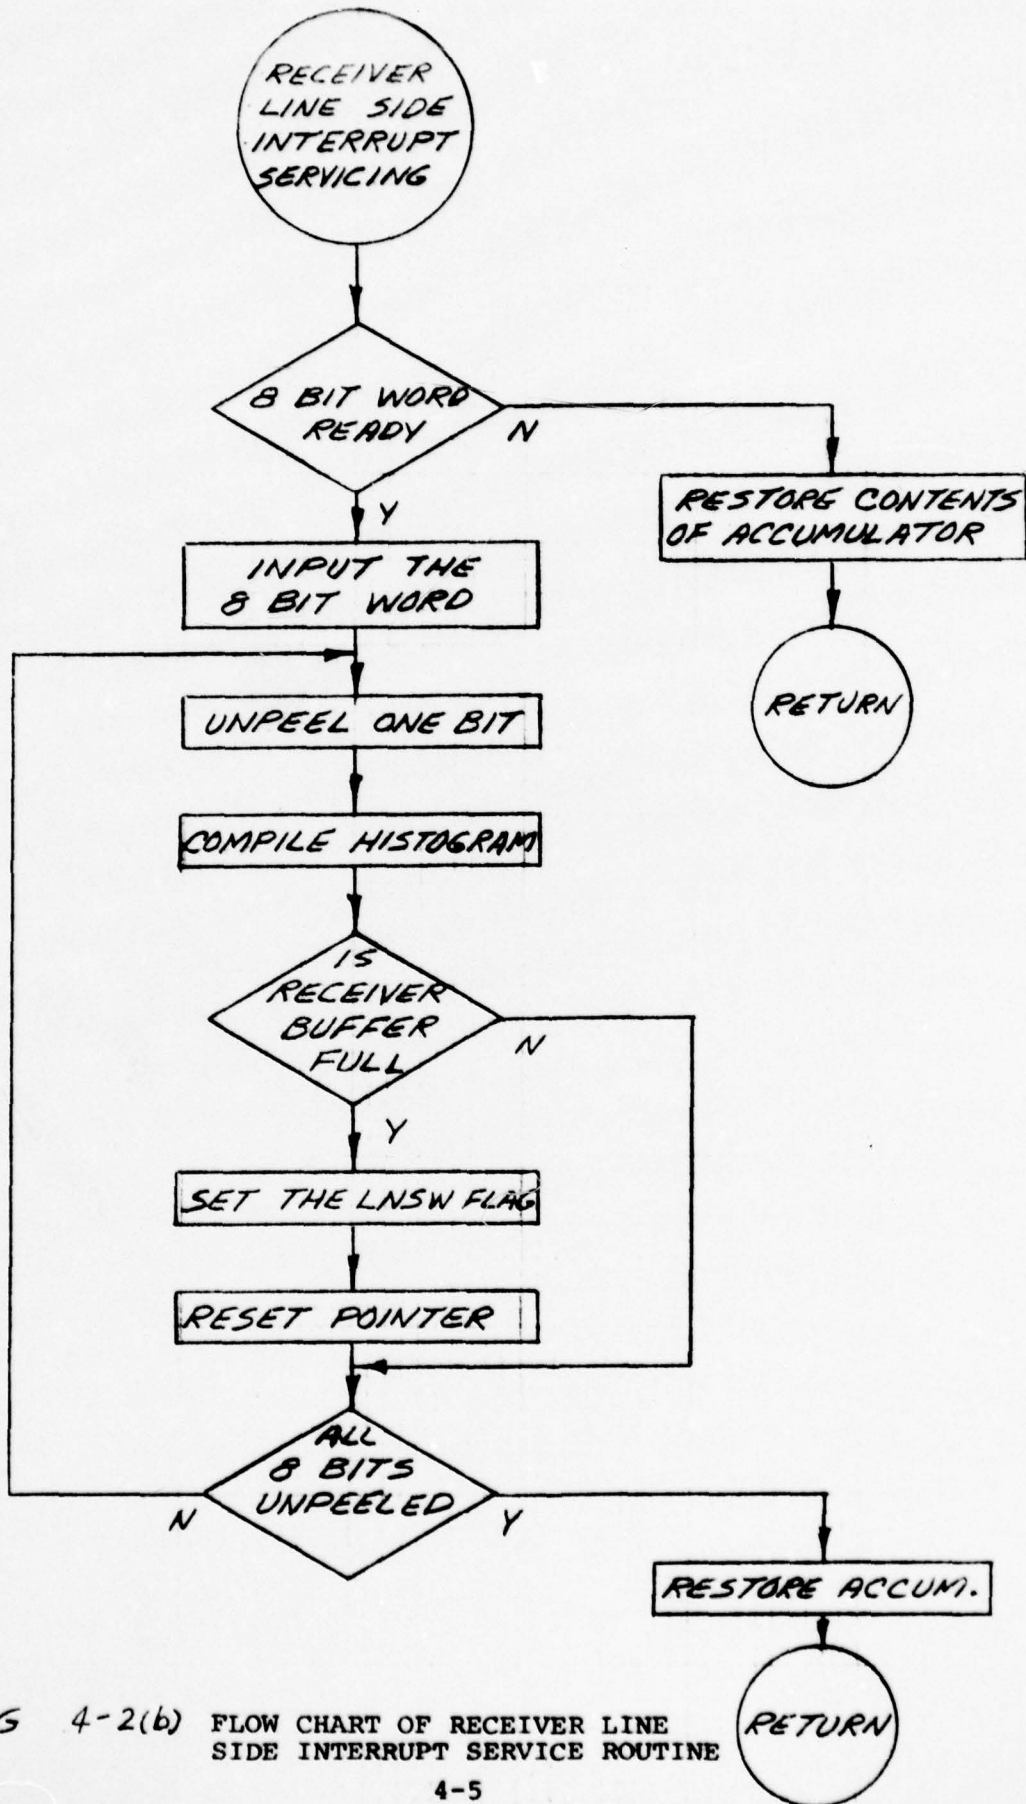 RECEIVER
LINE SIDE
INTERRUPT
SERVICING
8 BIT WORD
READY
N
Y
RESTORE CONTENTS
OF ACCUMULATOR
RETURN
INPUT THE
8 BIT WORD
UNPEEL ONE BIT
COMPILE HISTOGRAM
IS
RECEIVER
BUFFER
FULL
N
Y
SET THE LNSW FLAG
RESET POINTER
ALL
8 BITS
UNPEELED
N
Y
RESTORE ACCUM.
RETURN
4-2(b) FLOW CHART OF RECEIVER LINE
SIDE INTERRUPT SERVICE ROUTINE
4-5